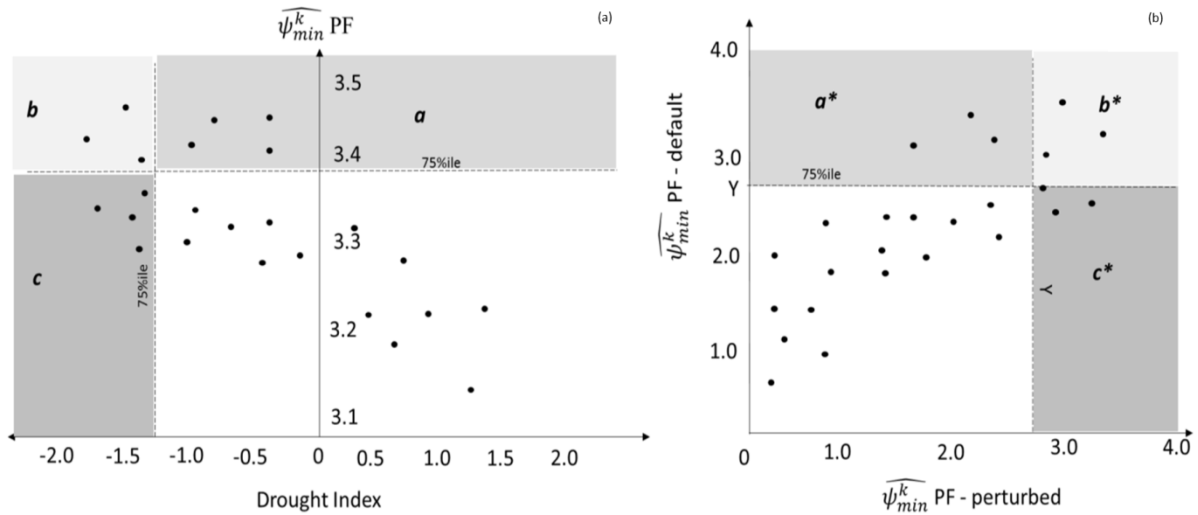 ψ^k_min PF
(a)
b
a
c
75%ile
75%ile
3.5
3.4
3.3
3.2
3.1
-2.0 -1.5 -1.0 -0.5 0 0.5 1.0 1.5 2.0
Drought Index
(b)
ψ^k_min PF - default
4.0
3.0
Y
2.0
1.0
a*
b*
c*
75%ile
Y
0 1.0 2.0 3.0 4.0
ψ^k_min PF - perturbed